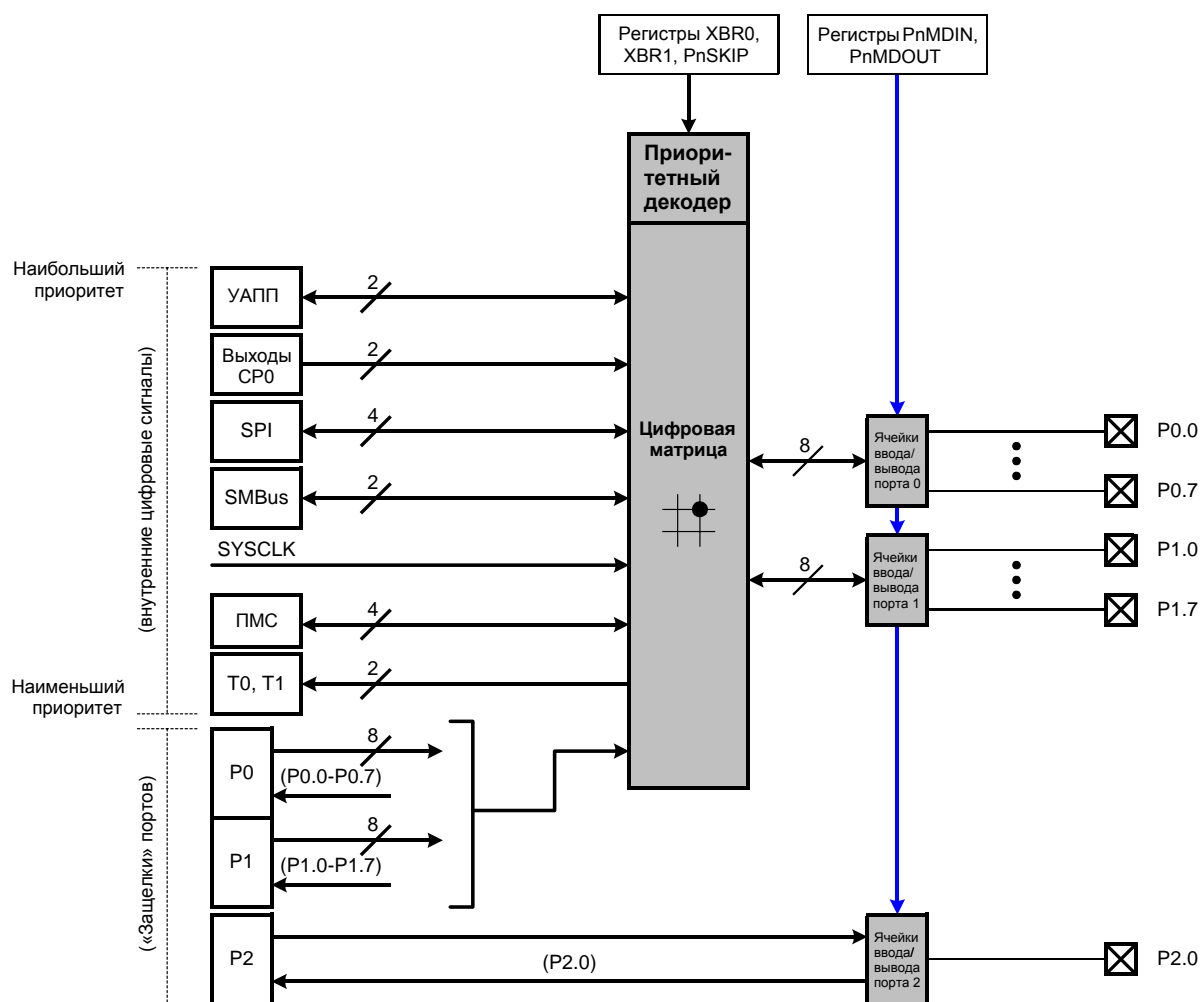 Регистры XBR0,
XBR1, PnSKIP
Регистры PnMDIN,
PnMDOUT
Приори-
тетный
декодер
Наибольший
приоритет
(внутренние цифровые сигналы)
УАПП
2
Выходы
CP0
2
SPI
4
SMBus
2
SYSCLK
ПМС
4
T0, T1
2
Наименьший
приоритет
Цифровая
матрица
8
8
Ячейки
ввода/
вывода
порта 0
P0.0
P0.7
Ячейки
ввода/
вывода
порта 1
P1.0
P1.7
(«Защелки» портов)
P0
8
(P0.0-P0.7)
P1
8
(P1.0-P1.7)
P2
(P2.0)
Ячейки
ввода/
вывода
порта 2
P2.0